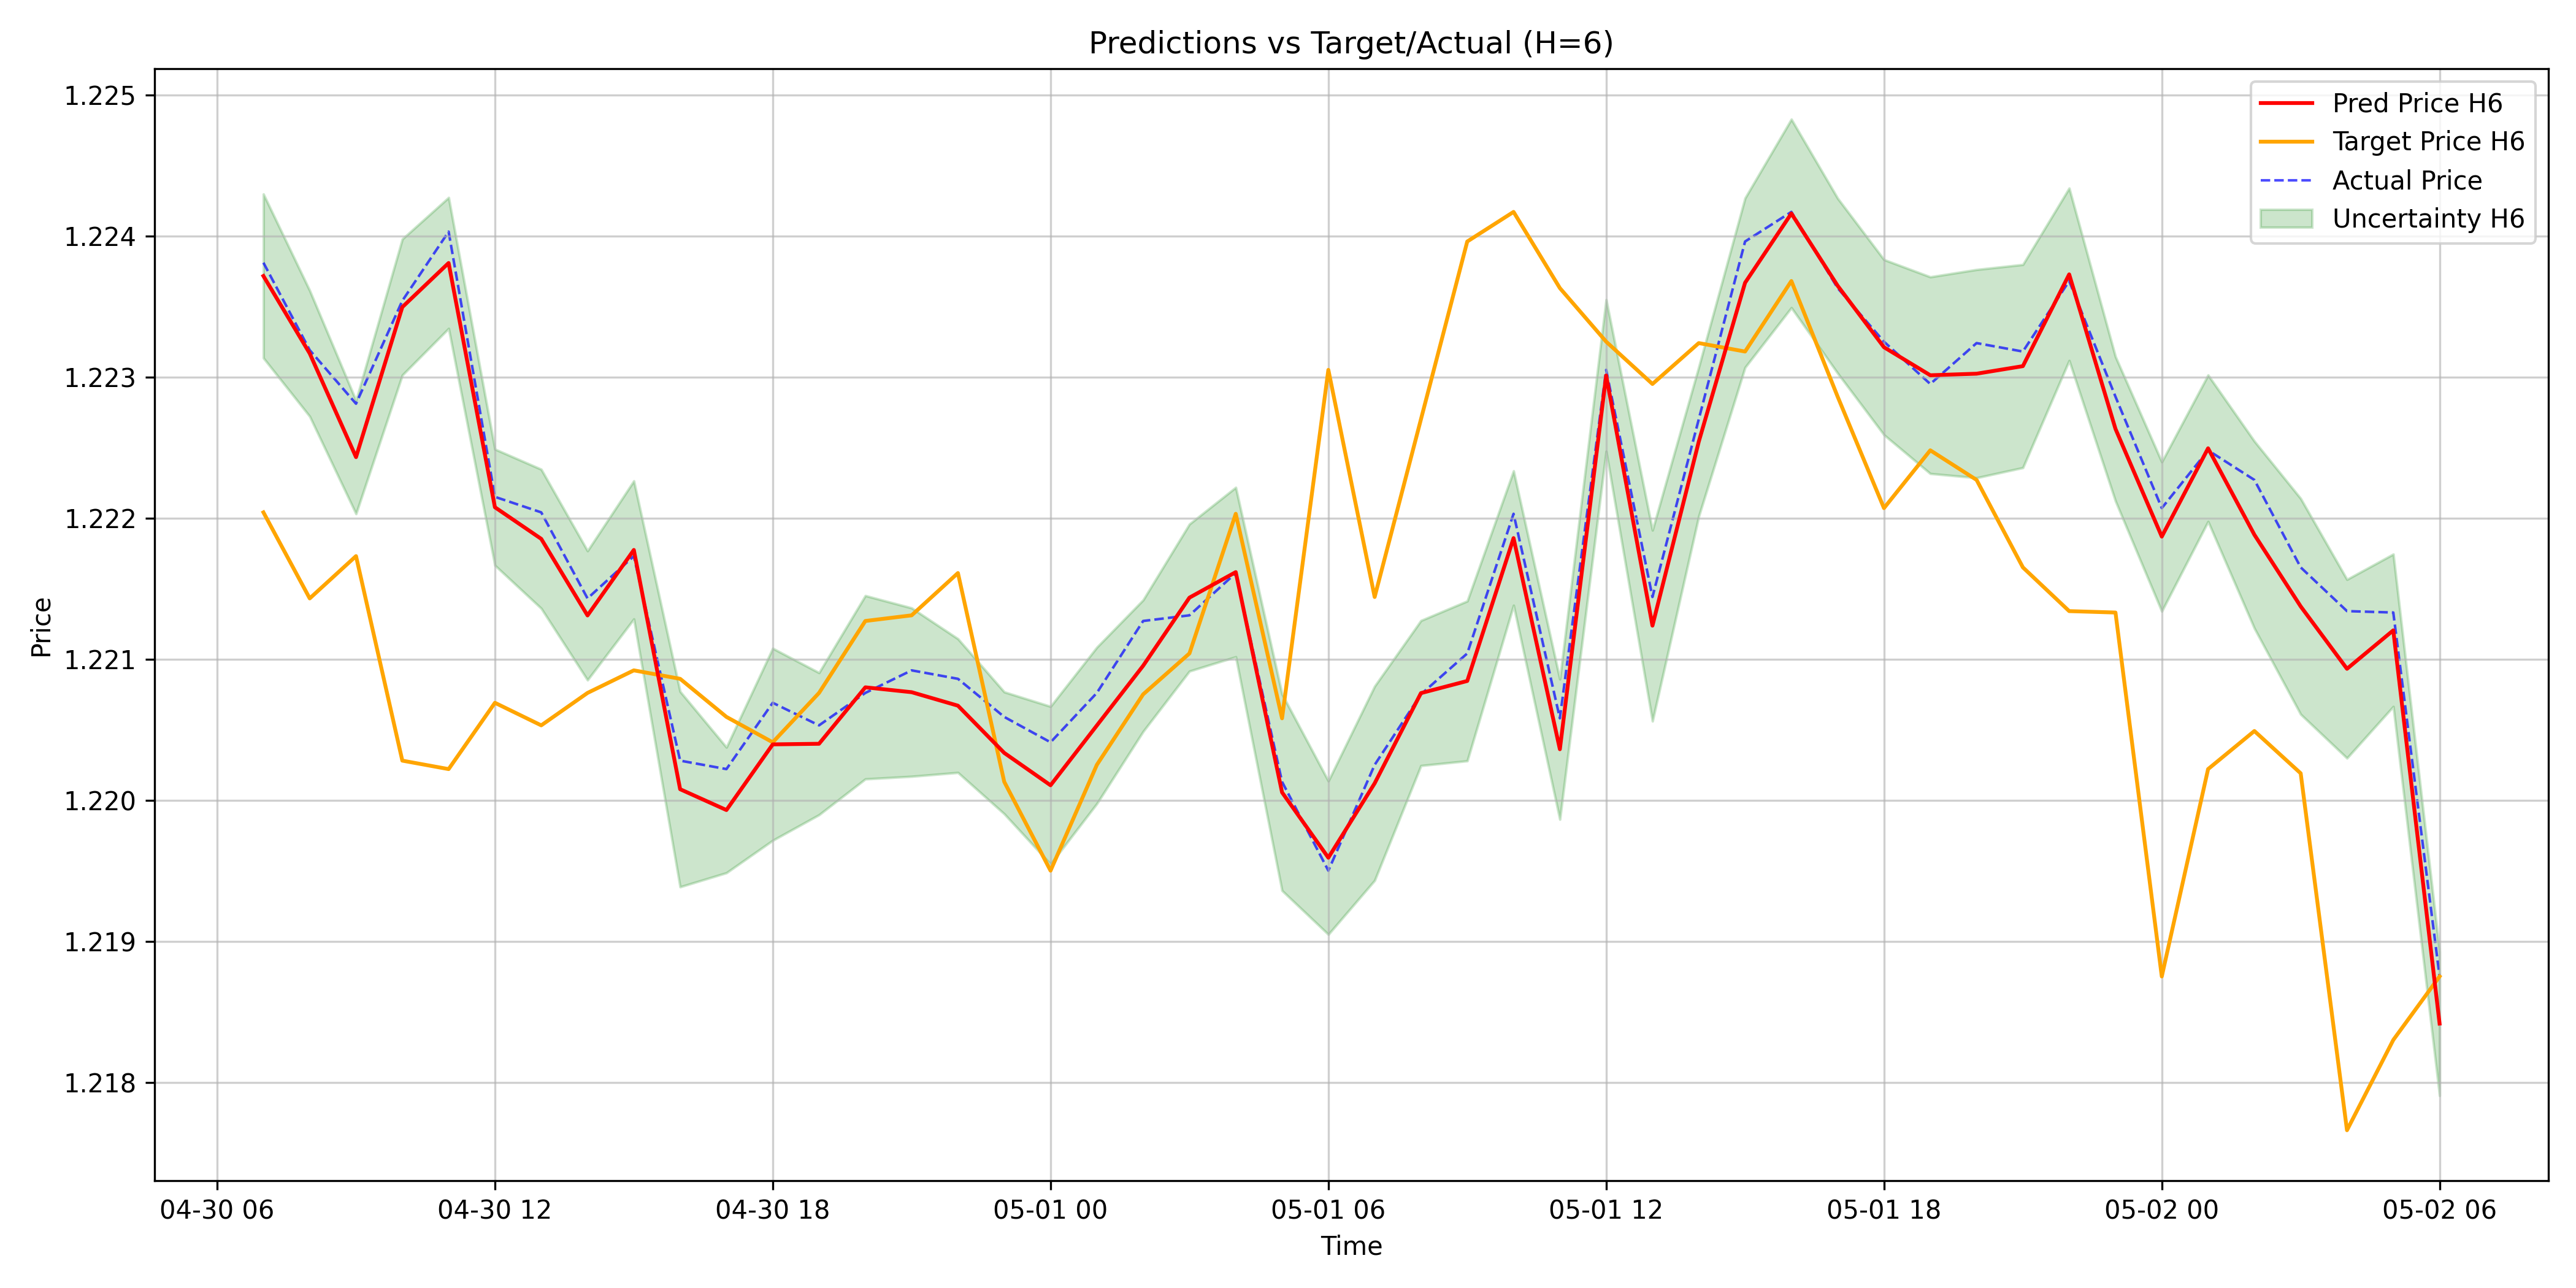 Predictions vs Target/Actual (H=6)
Pred Price H6
Target Price H6
Actual Price
Uncertainty H6
Price
1.225
1.224
1.223
1.222
1.221
1.220
1.219
1.218
04-30 06
04-30 12
04-30 18
05-01 00
05-01 06
05-01 12
05-01 18
05-02 00
05-02 06
Time